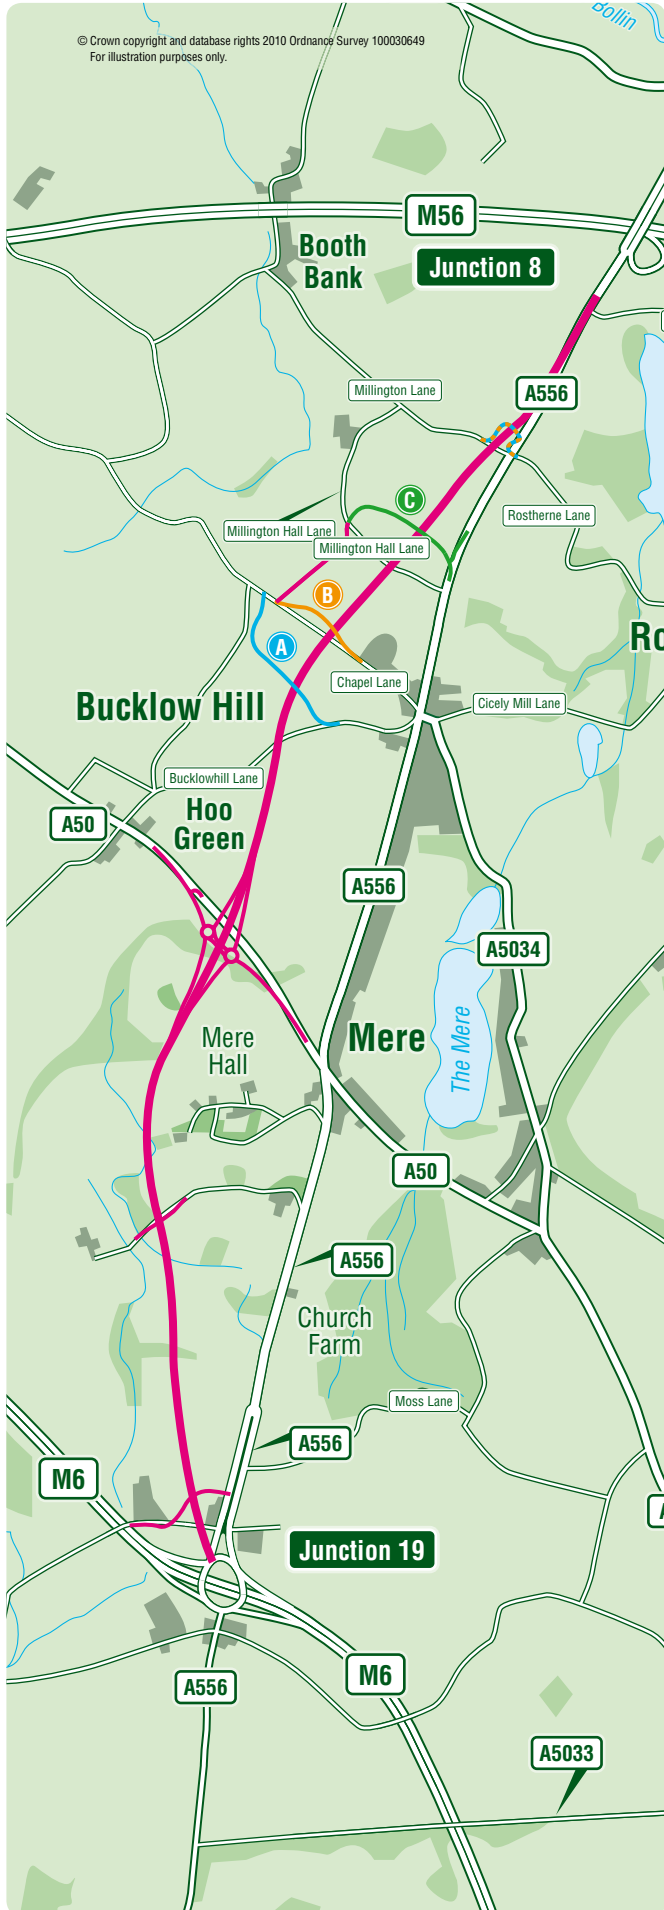 Bollin
© Crown copyright and database rights 2010 Ordnance Survey 100030649
For illustration purposes only.
M56
Booth
Bank
Junction 8
A556
Millington Lane
C
Rostherne Lane
Millington Hall Lane
Millington Hall Lane
B
A
Ro
Chapel Lane
Bucklow Hill
Cicely Mill Lane
Bucklowhill Lane
A50
Hoo
Green
A556
A5034
Mere
Hall
Mere
The Mere
A50
A556
Church
Farm
Moss Lane
A556
M6
A
Junction 19
M6
A556
A5033